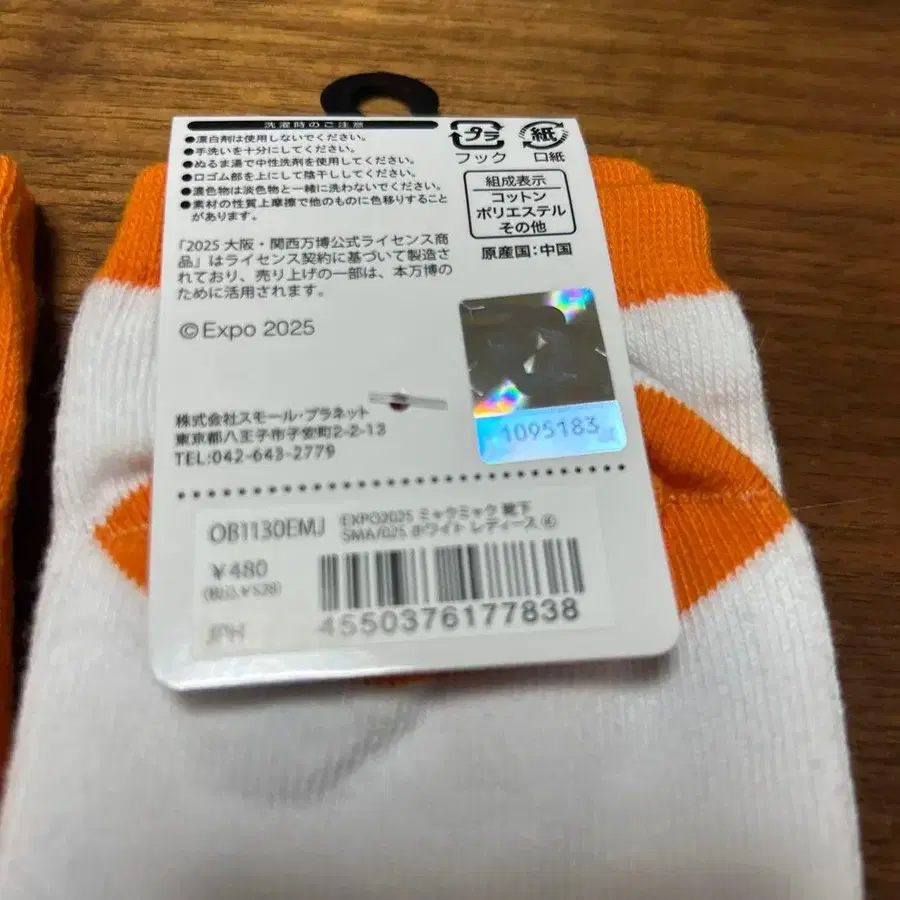 洗濯時のご注意
●漂白剤は使用しないでください。
●手洗いを十分にしてください。
●ぬるま湯で中性洗剤を使用してください。
●口ゴム部を上にして陰干ししてください。
●濃色物は淡色物と一緒に洗わないでください。
●素材の性質上摩擦で他のものに色移りすること
があります。
プラ
フック
紙
口紙
組成表示
コットン
ポリエステル
その他
原産国:中国
「2025 大阪・関西万博公式ライセンス商
品」はライセンス契約に基づいて製造さ
れており、売り上げの一部は、本万博の
ために活用されます。
©Expo 2025
1095183
株式会社スモール・プラネット
東京都八王子市子安町2-2-13
TEL:042-643-2779
OB1130EMJ
EXPO2025 ミャクミャク 靴下
SMA/025 ホワイト レディース
¥480
(税込¥528)
JPH
4550376177838